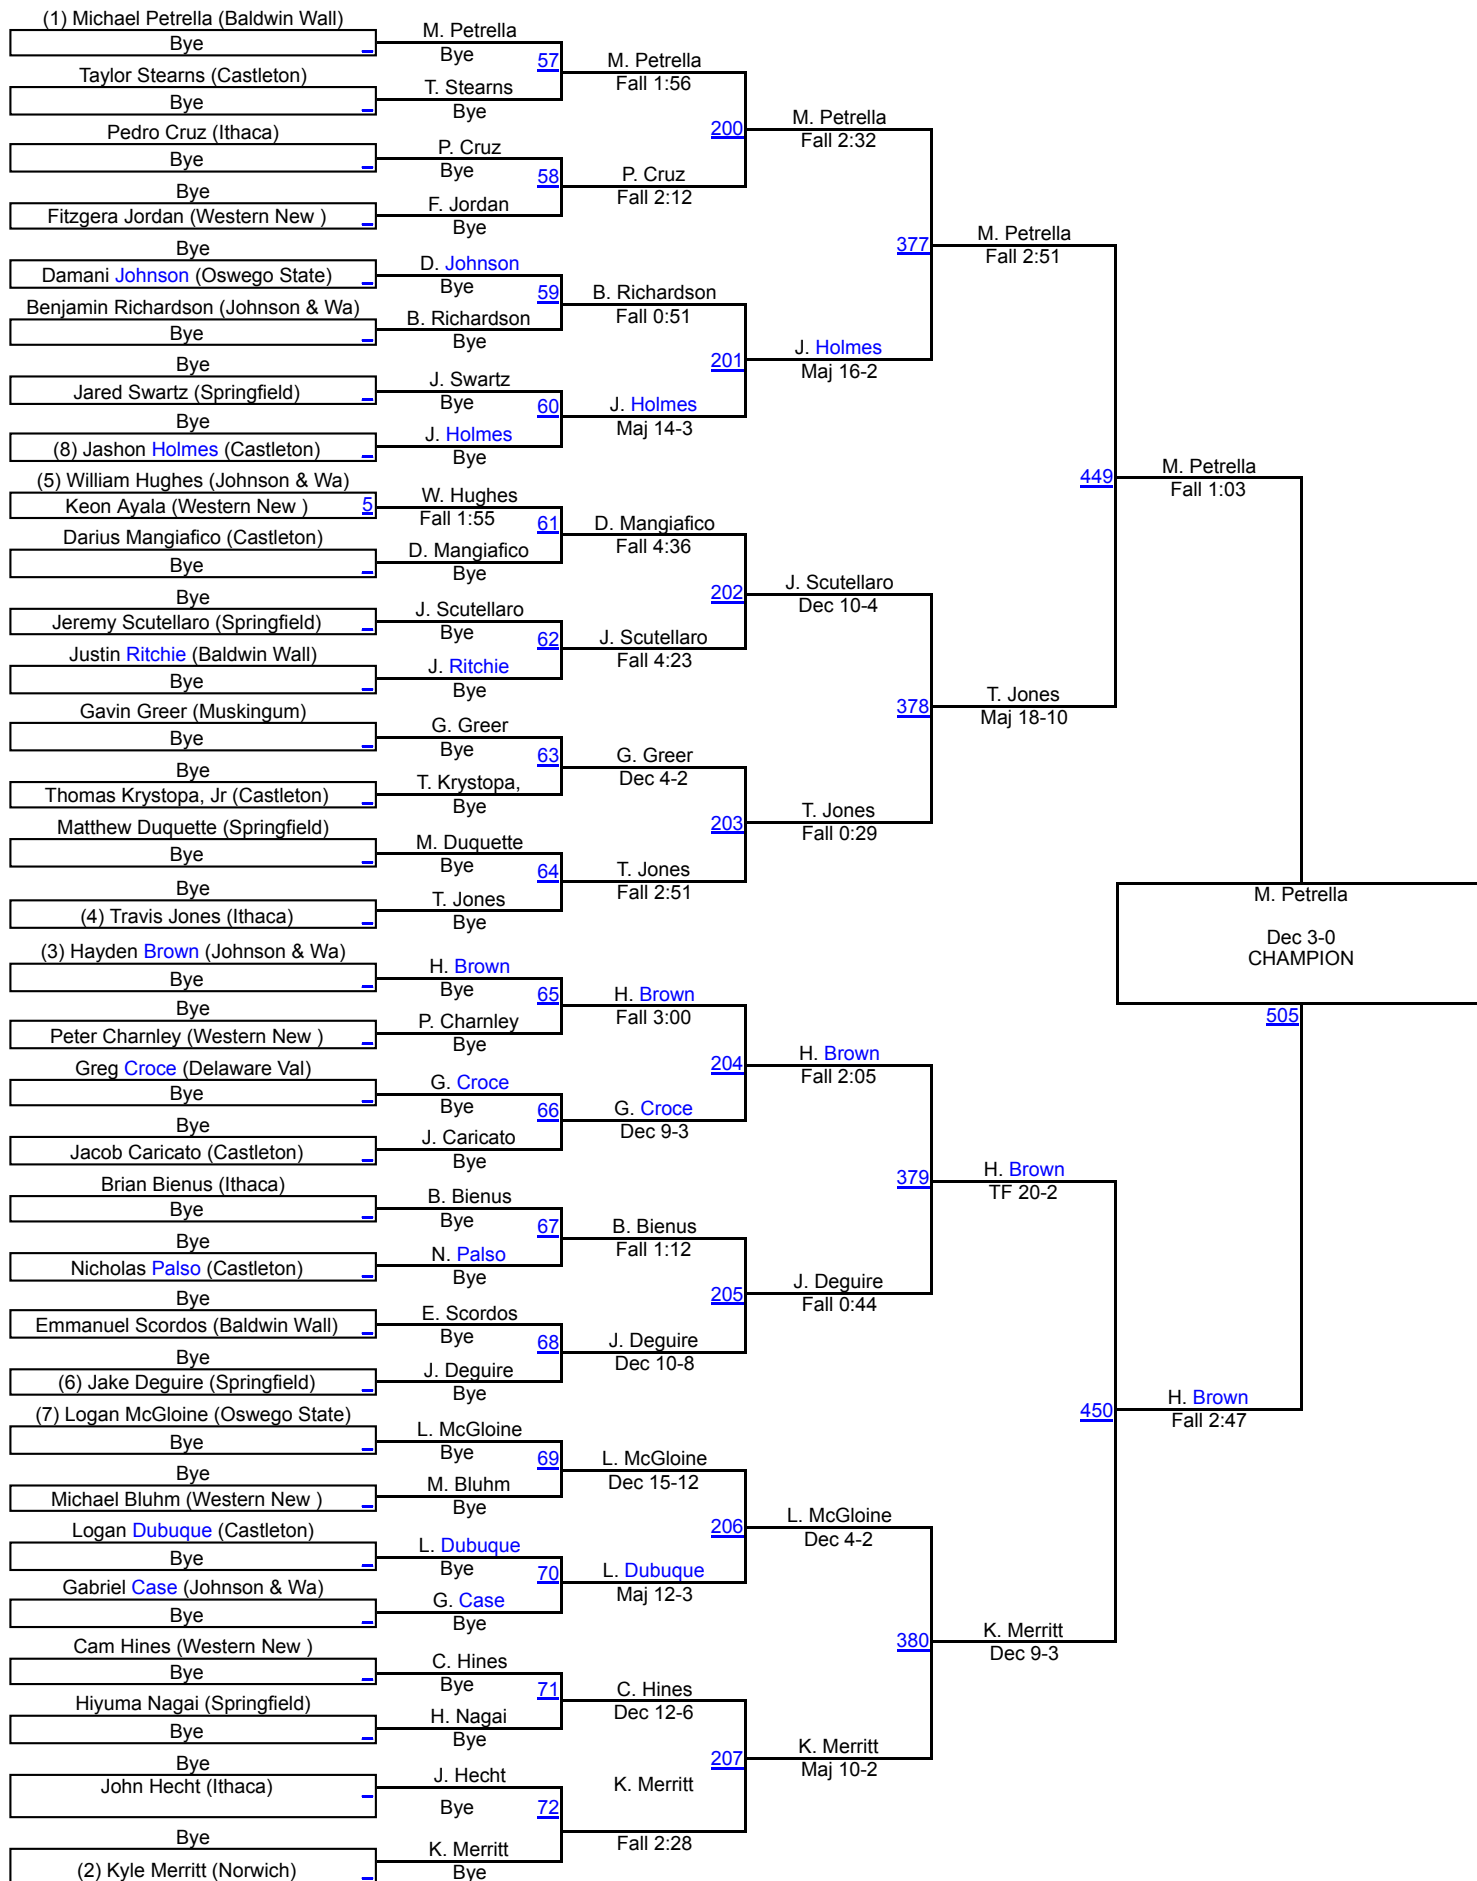 (1) Michael Petrella (Baldwin Wall)
Bye
Taylor Stearns (Castleton)
Bye
Pedro Cruz (Ithaca)
Bye
Bye
Fitzgera Jordan (Western New )
Bye
Damani Johnson (Oswego State)
Benjamin Richardson (Johnson & Wa)
Bye
Bye
Jared Swartz (Springfield)
Bye
(8) Jashon Holmes (Castleton)
(5) William Hughes (Johnson & Wa)
Keon Ayala (Western New ) 5
Darius Mangiafico (Castleton)
Bye
Bye
Jeremy Scutellaro (Springfield)
Justin Ritchie (Baldwin Wall)
Bye
Gavin Greer (Muskingum)
Bye
Bye
Thomas Krystopa, Jr (Castleton)
Matthew Duquette (Springfield)
Bye
Bye
(4) Travis Jones (Ithaca)
(3) Hayden Brown (Johnson & Wa)
Bye
Bye
Peter Charnley (Western New )
Greg Croce (Delaware Val)
Bye
Bye
Jacob Caricato (Castleton)
Brian Bienus (Ithaca)
Bye
Bye
Nicholas Palso (Castleton)
Bye
Emmanuel Scordos (Baldwin Wall)
Bye
(6) Jake Deguire (Springfield)
(7) Logan McGloine (Oswego State)
Bye
Bye
Michael Bluhm (Western New )
Logan Dubuque (Castleton)
Bye
Gabriel Case (Johnson & Wa)
Bye
Cam Hines (Western New )
Bye
Hiyuma Nagai (Springfield)
Bye
Bye
John Hecht (Ithaca)
Bye
(2) Kyle Merritt (Norwich)
M. Petrella
Bye
57
T. Stearns
Bye
P. Cruz
Bye
58
F. Jordan
Bye
D. Johnson
Bye
59
B. Richardson
Bye
J. Swartz
Bye
60
J. Holmes
Bye
W. Hughes
Fall 1:55
61
D. Mangiafico
Bye
J. Scutellaro
Bye
62
J. Ritchie
Bye
G. Greer
Bye
63
T. Krystopa,
Bye
M. Duquette
Bye
64
T. Jones
Bye
H. Brown
Bye
65
P. Charnley
Bye
G. Croce
Bye
66
J. Caricato
Bye
B. Bienus
Bye
67
N. Palso
Bye
E. Scordos
Bye
68
J. Deguire
Bye
L. McGloine
Bye
69
M. Bluhm
Bye
L. Dubuque
Bye
70
G. Case
Bye
C. Hines
Bye
71
H. Nagai
Bye
J. Hecht
Bye
72
K. Merritt
Bye
M. Petrella
Fall 1:56
200
P. Cruz
Fall 2:12
B. Richardson
Fall 0:51
201
J. Holmes
Maj 14-3
D. Mangiafico
Fall 4:36
202
J. Scutellaro
Fall 4:23
G. Greer
Dec 4-2
203
T. Jones
Fall 2:51
H. Brown
Fall 3:00
204
G. Croce
Dec 9-3
B. Bienus
Fall 1:12
205
J. Deguire
Dec 10-8
L. McGloine
Dec 15-12
206
L. Dubuque
Maj 12-3
C. Hines
Dec 12-6
207
K. Merritt
Fall 2:28
M. Petrella
Fall 2:32
377
J. Holmes
Maj 16-2
J. Scutellaro
Dec 10-4
378
T. Jones
Fall 0:29
H. Brown
Fall 2:05
379
J. Deguire
Fall 0:44
L. McGloine
Dec 4-2
380
K. Merritt
Maj 10-2
M. Petrella
Fall 2:51
449
T. Jones
Maj 18-10
H. Brown
TF 20-2
450
K. Merritt
Dec 9-3
M. Petrella
Fall 1:03
M. Petrella
Dec 3-0
CHAMPION
505
H. Brown
Fall 2:47